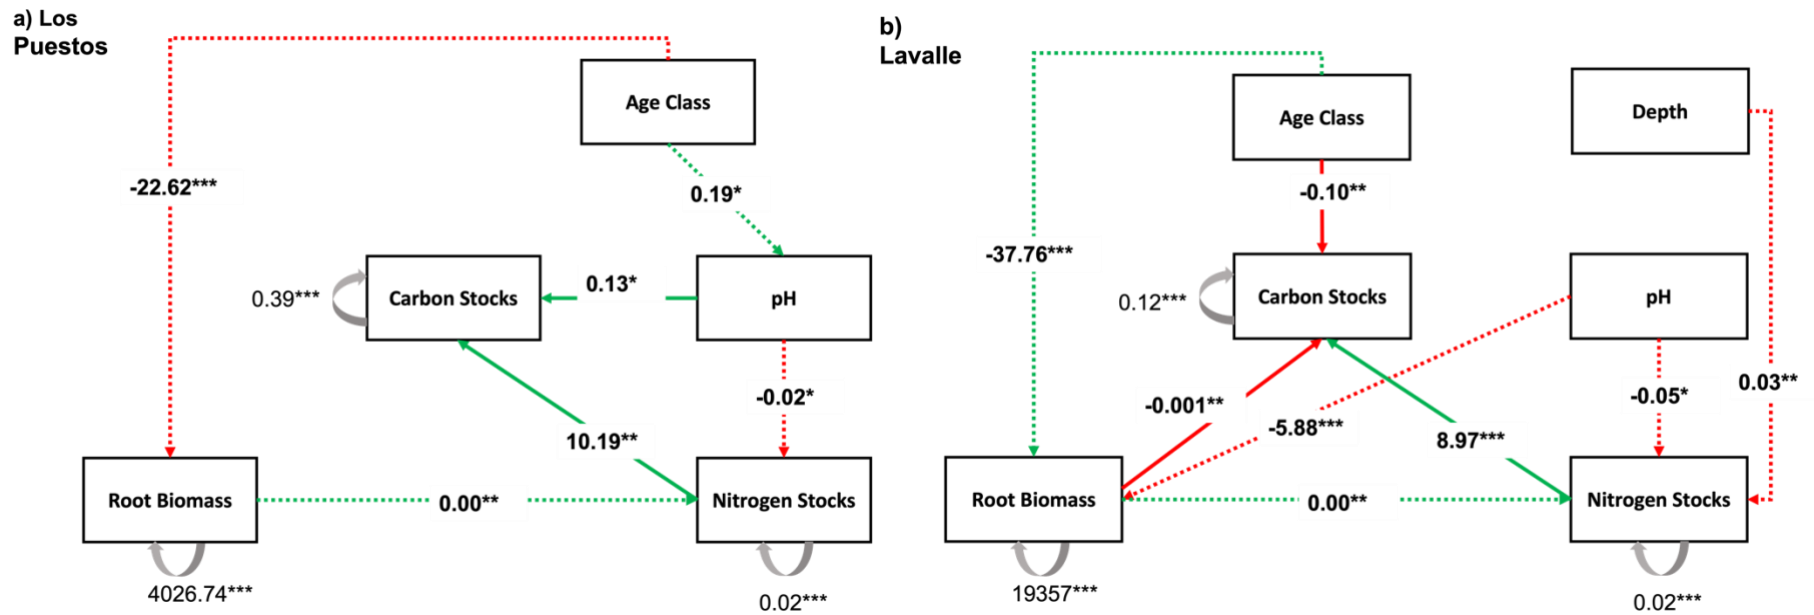 a) Los
Puestos
Age Class
-22.62***
0.19*
Carbon Stocks
0.39***
0.13*
pH
-0.02*
10.19**
Root Biomass
0.00**
Nitrogen Stocks
4026.74***
0.02***
b)
Lavalle
Age Class
Depth
-0.10**
-37.76***
Carbon Stocks
0.12***
pH
0.03**
-0.05*
-0.001**
-5.88***
8.97***
Root Biomass
0.00**
Nitrogen Stocks
19357***
0.02***